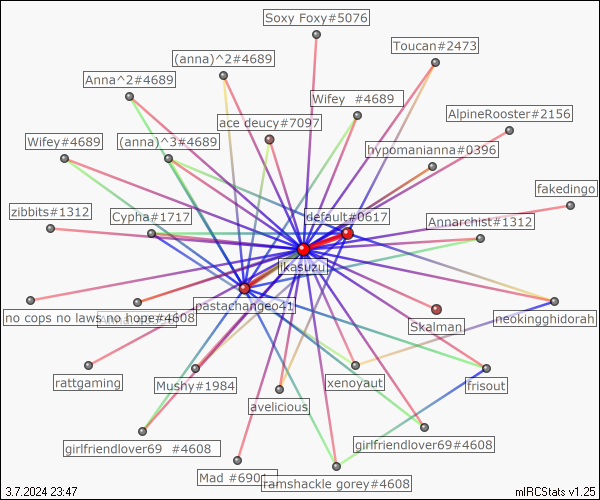 Soxy Foxy#5076
Toucan#2473
(anna)^2#4689
Anna^2#4689
Wifey #4689
AlpineRooster#2156
ace deucy#7097
Wifey#4689
(anna)^3#4689
hypomanianna#0396
fakedingo
zibbits#1312
Cypha#1717
default#0617
Annarchist#1312
ikasuzu
pastachangeo41
no cops no laws no hope#4608
neokingghidorah
Skalman
rattgaming
Mushy#1984
xenoyaut
frisout
avelicious
girlfriendlover69 #4608
girlfriendlover69#4608
Mad #6901
ramshackle gorey#4608
3.7.2024 23:47
mIRCStats v1.25